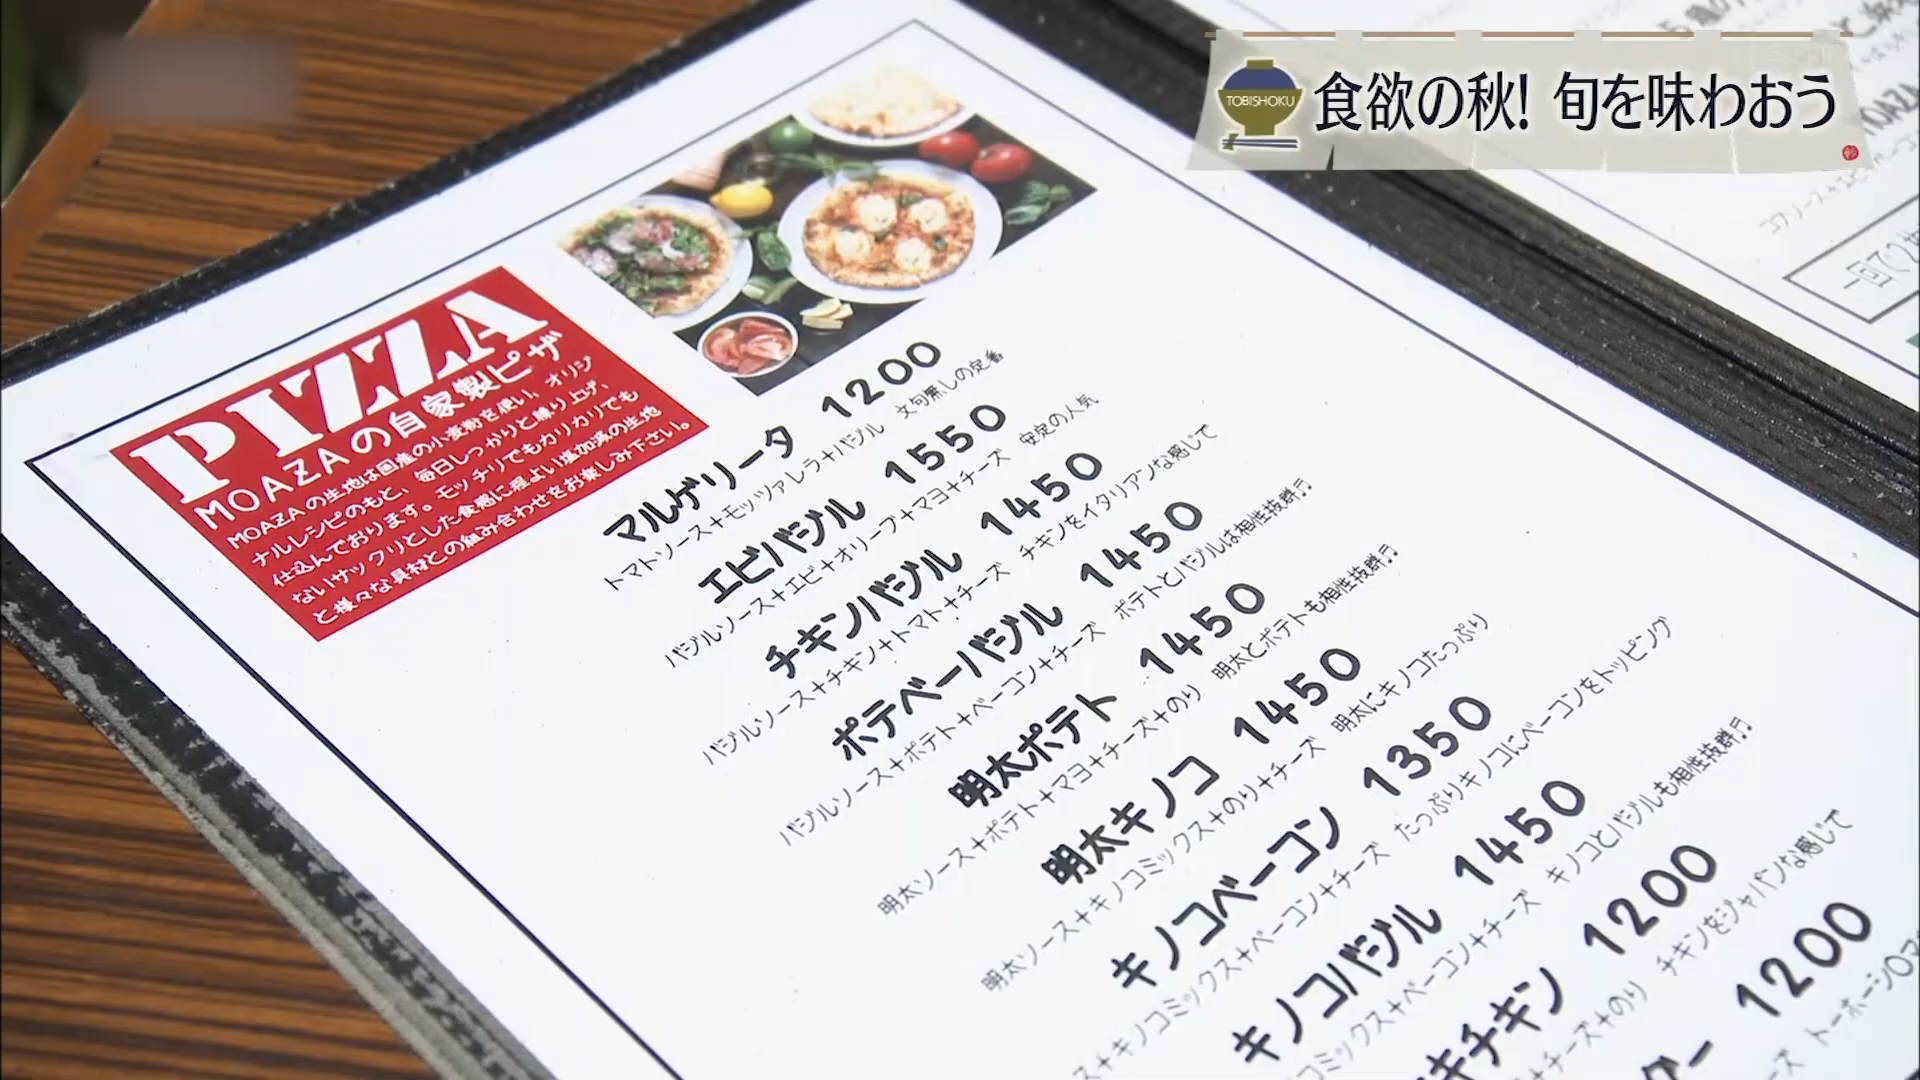 TOBISHOKU
食欲の秋! 旬を味わおう
PIZZA
MOAZAの自家製ピザ
MOAZAの生地は国産の小麦粉を使い、オリジ
ナルレシピのもと、毎日しっかりと練り上げ、
仕込んでおります。モッチリでもカリカリでも
ないサックリとした食感に程よい塩加減の生地
と様々な具材との組み合わせをお楽しみ下さい。
マルゲリータ 1200
トマトソース+モッツァレラ+バジル 文句無しの定番
エビバジル 1550
バジルソース+エビ+オリーブ+マヨ+チーズ 安定の人気
チキンバジル 1450
バジルソース+チキン+トマト+チーズ チキンをイタリアンな感じで
ポテベーバジル 1450
バジルソース+ポテト+ベーコン+チーズ ポテトとバジルは相性抜群♬
明太ポテト 1450
明太ソース+ポテト+マヨ+チーズ+のり 明太とポテトも相性抜群♬
明太キノコ 1450
明太ソース+キノコミックス+のり+チーズ 明太にキノコたっぷり
キノコベーコン 1350
ス+キノコミックス+ベーコン+チーズ たっぷりキノコにベーコンをトッピング
キノコバジル 1450
コミックス+ベーコン+チーズ キノコとバジルも相性抜群♬
キチキン 1200
+チーズ+のり チキンをジャパンな感じで
ダー 1200